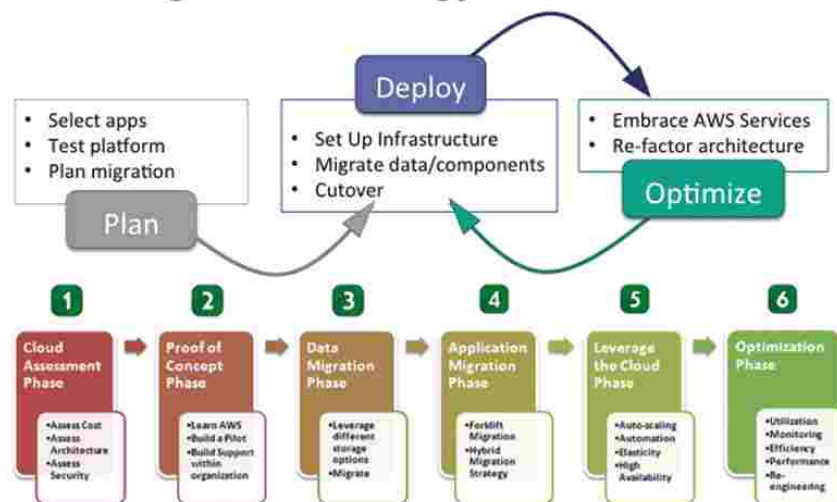 Deploy
• Select apps
• Test platform
• Plan migration
Plan
• Set Up Infrastructure
• Migrate data/components
• Cutover
• Embrace AWS Services
• Re-factor architecture
Optimize
1
2
3
4
5
6
Cloud
Assessment
Phase
•Assess Cost
•Assess
Architecture
•Assess
Security
Proof of
Concept
Phase
•Learn AWS
•Build a Pilot
•Build Support
within
organization
Data
Migration
Phase
•Leverage
different
storage
options
•Migrate
Application
Migration
Phase
•Forklift
Migration
•Hybrid
Migration
Strategy
Leverage
the Cloud
Phase
•Auto-scaling
•Automation
•Elasticity
•High
Availability
Optimization
Phase
•Utilization
•Monitoring
•Efficiency
•Performance
•Re-
engineering